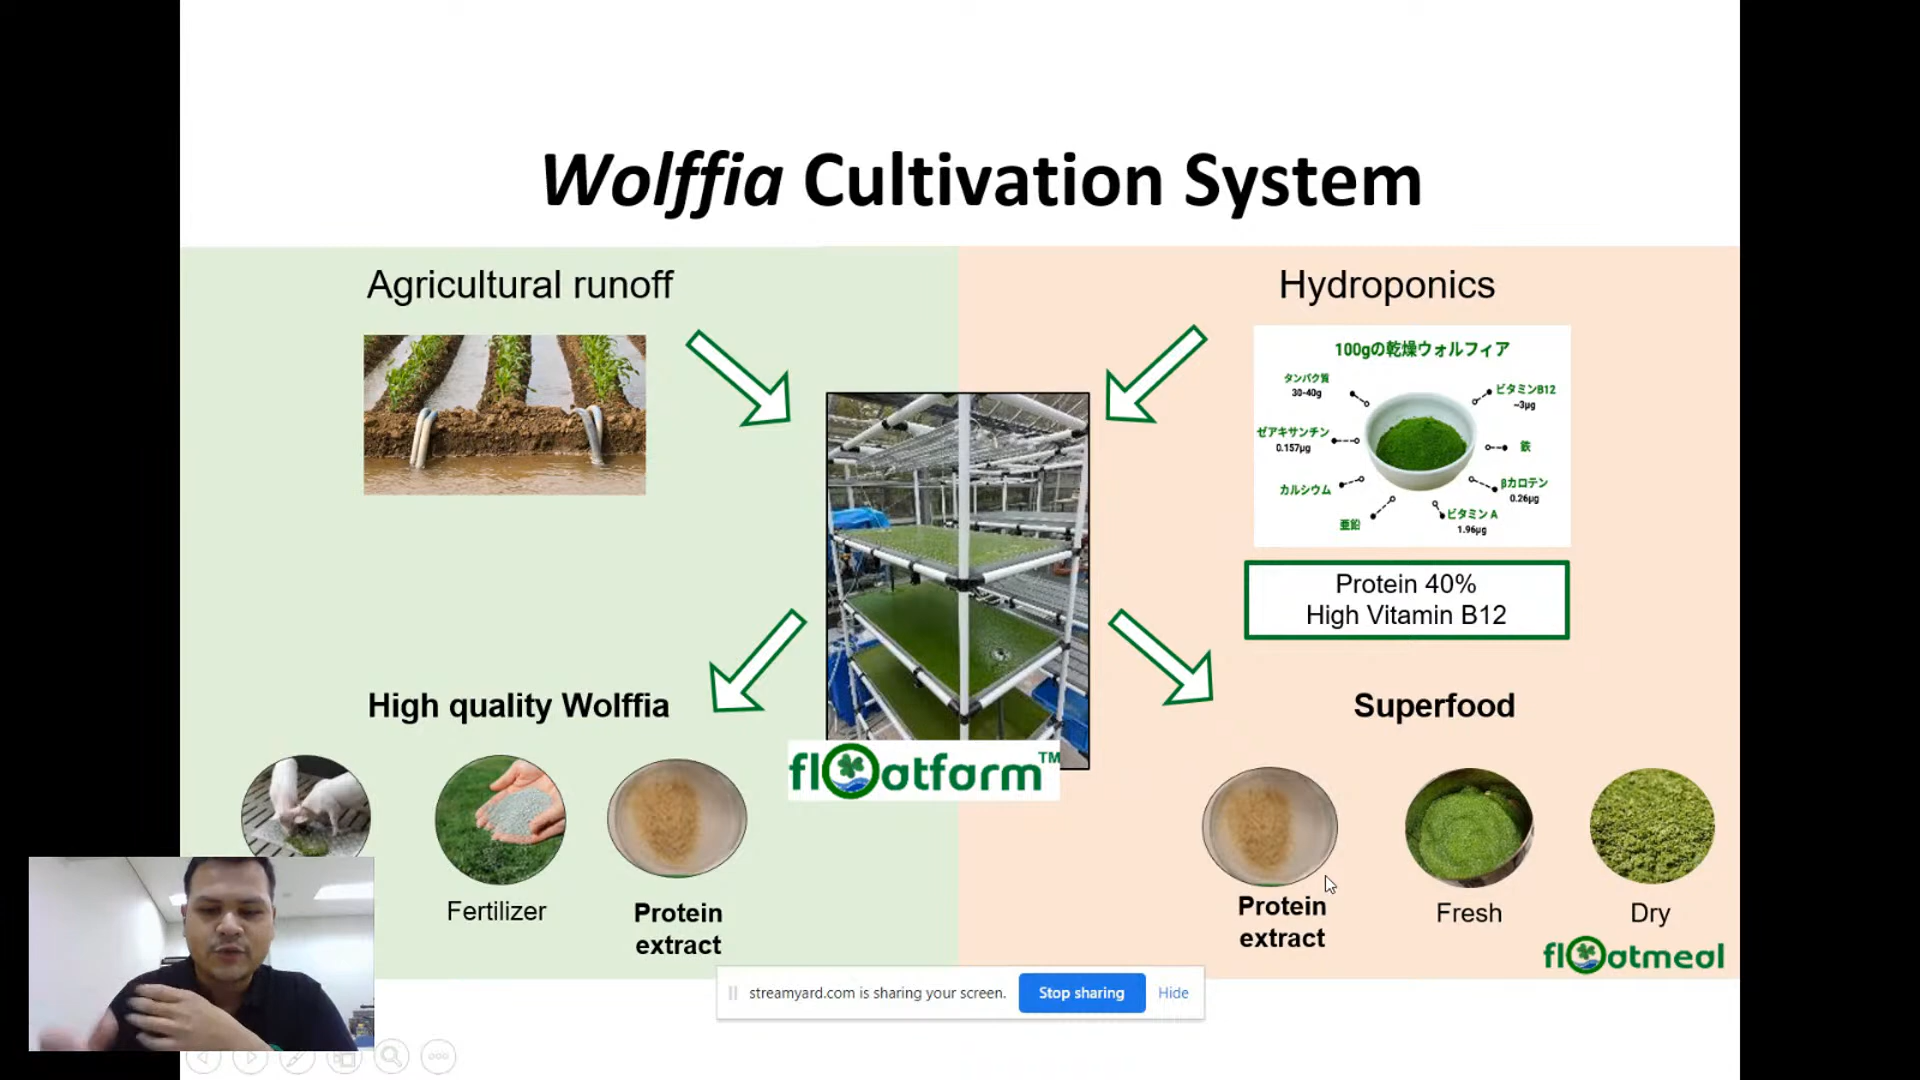 Wolffia Cultivation System
Agricultural runoff
Hydroponics
100gの乾燥ウォルフィア
タンパク質
30-40g
ビタミンB12
~3μg
ゼアキサンチン
0.157μg
鉄
カルシウム
βカロテン
0.26μg
亜鉛
ビタミン A
1.96μg
Protein 40%
High Vitamin B12
High quality Wolffia
Superfood
floatfarm™
Fertilizer
Protein
extract
Protein
extract
Fresh
Dry
floatmeal
streamyard.com is sharing your screen.
Stop sharing
Hide